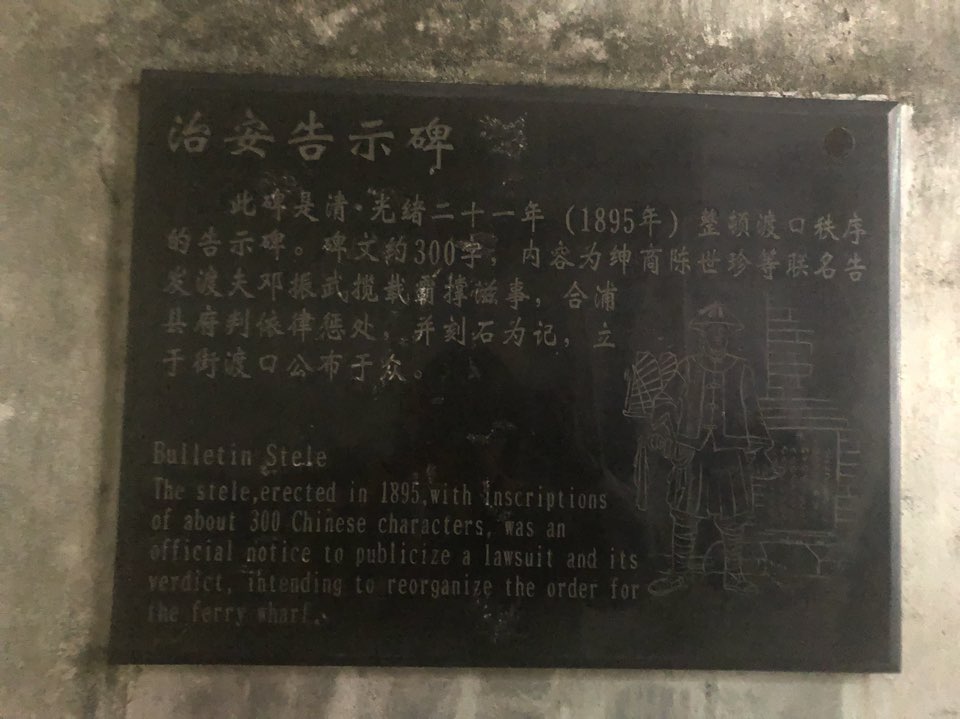 治安告示碑
此碑是清·光绪二十一年（1895年）整顿渡口秩序
的告示碑。碑文约300字，内容为绅商陈世珍等联名告
发渡夫邓振武揽载霸撑滋事，合浦
县府判依律惩处，并刻石为记，立
于街渡口公布于众。
Bulletin Stele
The stele,erected in 1895,with inscriptions
of about 300 Chinese characters, was an
official notice to publicize a lawsuit and its
verdict, intending to reorganize the order for
the ferry wharf.